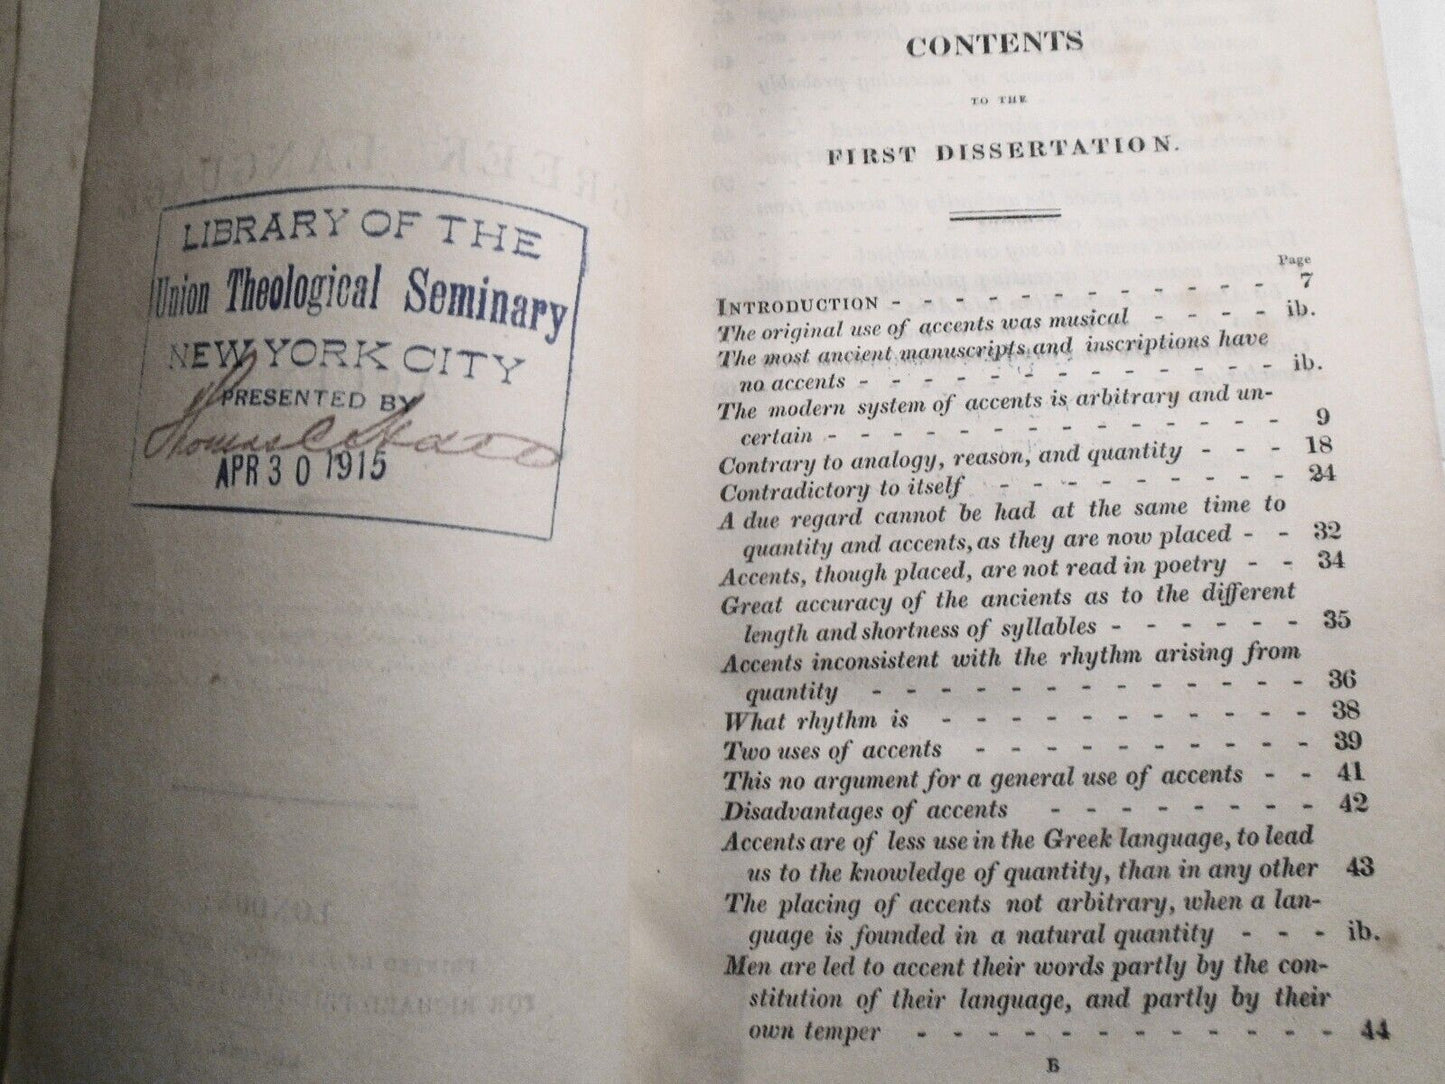 LIBRARY OF THE
Union Theological Seminary
NEW YORK CITY
PRESENTED BY
Thomas C. Hall
APR 30 1915
CONTENTS
TO THE
FIRST DISSERTATION.
Page
INTRODUCTION - - - - - - - - - - - - 7
The original use of accents was musical - - - - ib.
The most ancient manuscripts and inscriptions have
no accents - - - - - - - - - - - - - ib.
The modern system of accents is arbitrary and un-
certain - - - - - - - - - - - - - - 9
Contrary to analogy, reason, and quantity - - - 18
Contradictory to itself - - - - - - - - - 24
A due regard cannot be had at the same time to
quantity and accents, as they are now placed - - 32
Accents, though placed, are not read in poetry - - 34
Great accuracy of the ancients as to the different
length and shortness of syllables - - - - - - 35
Accents inconsistent with the rhythm arising from
quantity - - - - - - - - - - - - - 36
What rhythm is - - - - - - - - - - - 38
Two uses of accents - - - - - - - - - - 39
This no argument for a general use of accents - - 41
Disadvantages of accents - - - - - - - - 42
Accents are of less use in the Greek language, to lead
us to the knowledge of quantity, than in any other 43
The placing of accents not arbitrary, when a lan-
guage is founded in a natural quantity - - - ib.
Men are led to accent their words partly by the con-
stitution of their language, and partly by their
own temper - - - - - - - - - - - - - 44
B